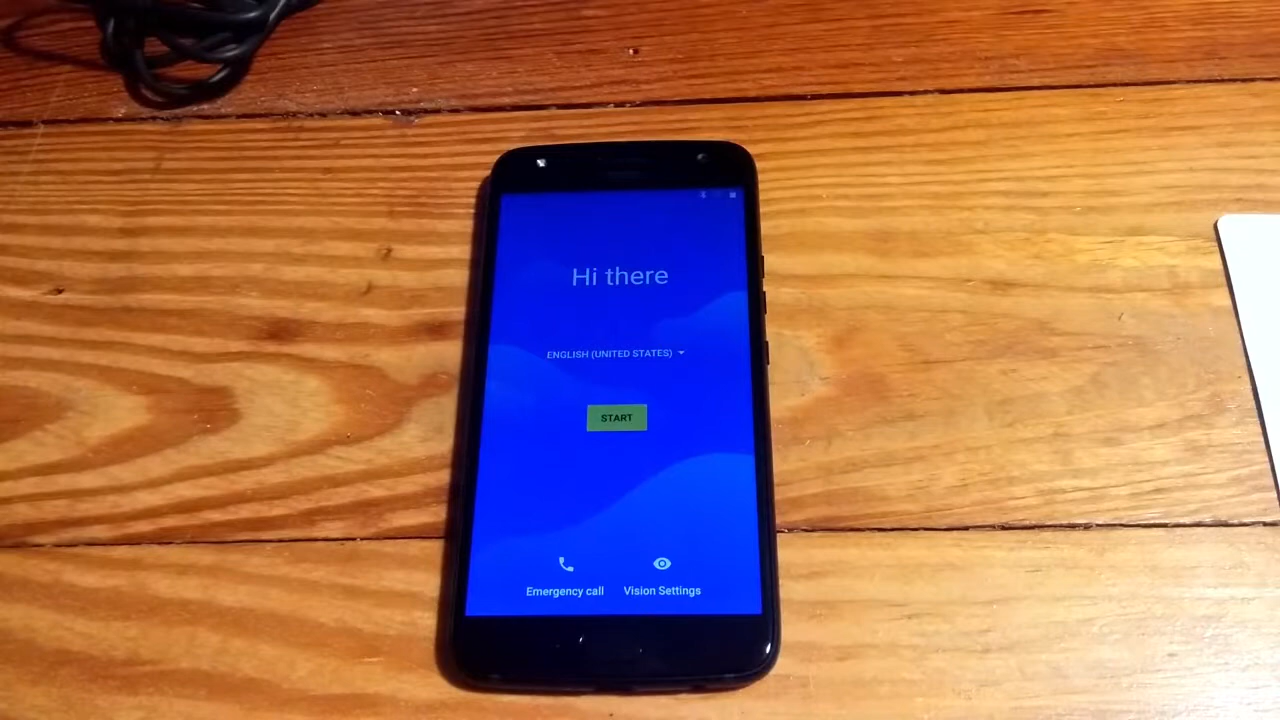 Hi there
ENGLISH (UNITED STATES)
START
Emergency call
Vision Settings